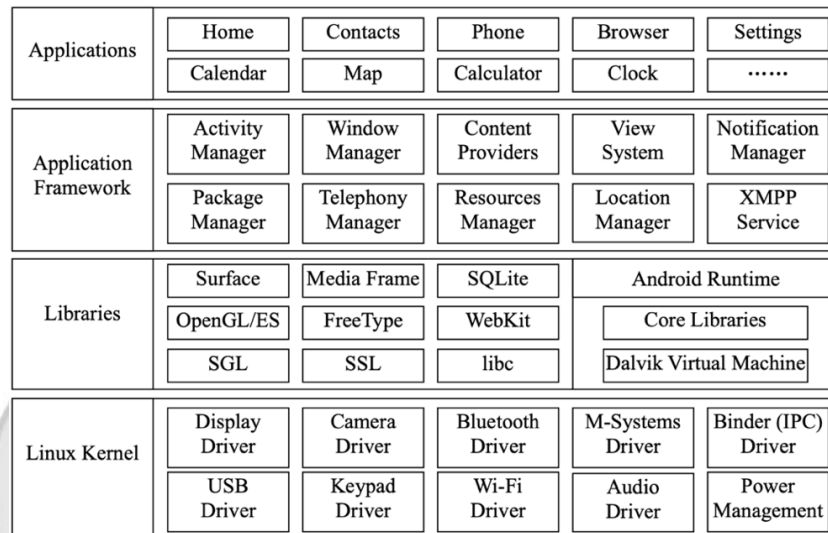 Applications
Home
Contacts
Phone
Browser
Settings
Calendar
Map
Calculator
Clock
······
Application
Framework
Activity
Manager
Window
Manager
Content
Providers
View
System
Notification
Manager
Package
Manager
Telephony
Manager
Resources
Manager
Location
Manager
XMPP
Service
Libraries
Surface
Media Frame
SQLite
OpenGL/ES
FreeType
WebKit
SGL
SSL
libc
Android Runtime
Core Libraries
Dalvik Virtual Machine
Linux Kernel
Display
Driver
Camera
Driver
Bluetooth
Driver
M-Systems
Driver
Binder (IPC)
Driver
USB
Driver
Keypad
Driver
Wi-Fi
Driver
Audio
Driver
Power
Management